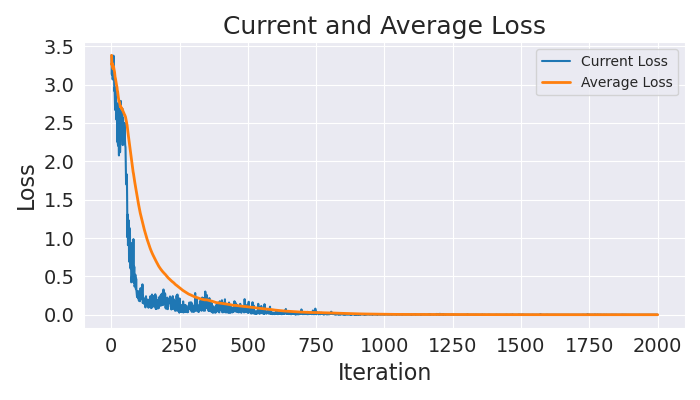 Current and Average Loss
Current Loss
Average Loss
Loss
3.5
3.0
2.5
2.0
1.5
1.0
0.5
0.0
0 250 500 750 1000 1250 1500 1750 2000
Iteration